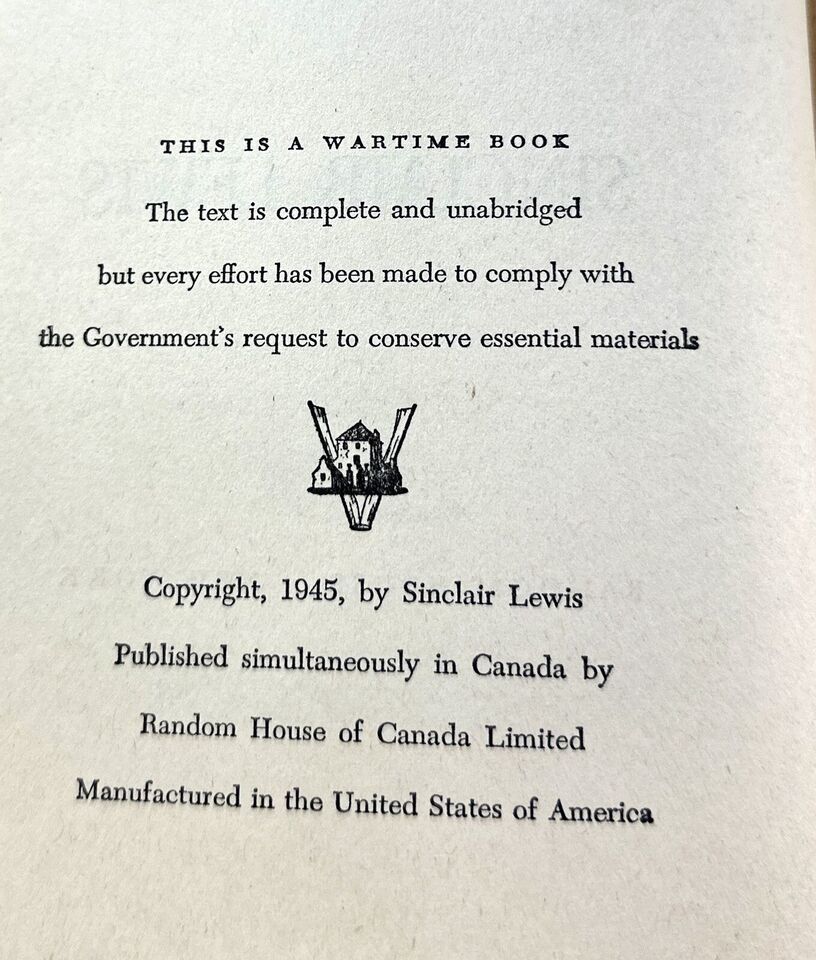 THIS IS A WARTIME BOOK
The text is complete and unabridged
but every effort has been made to comply with
the Government's request to conserve essential materials
Copyright, 1945, by Sinclair Lewis
Published simultaneously in Canada by
Random House of Canada Limited
Manufactured in the United States of America